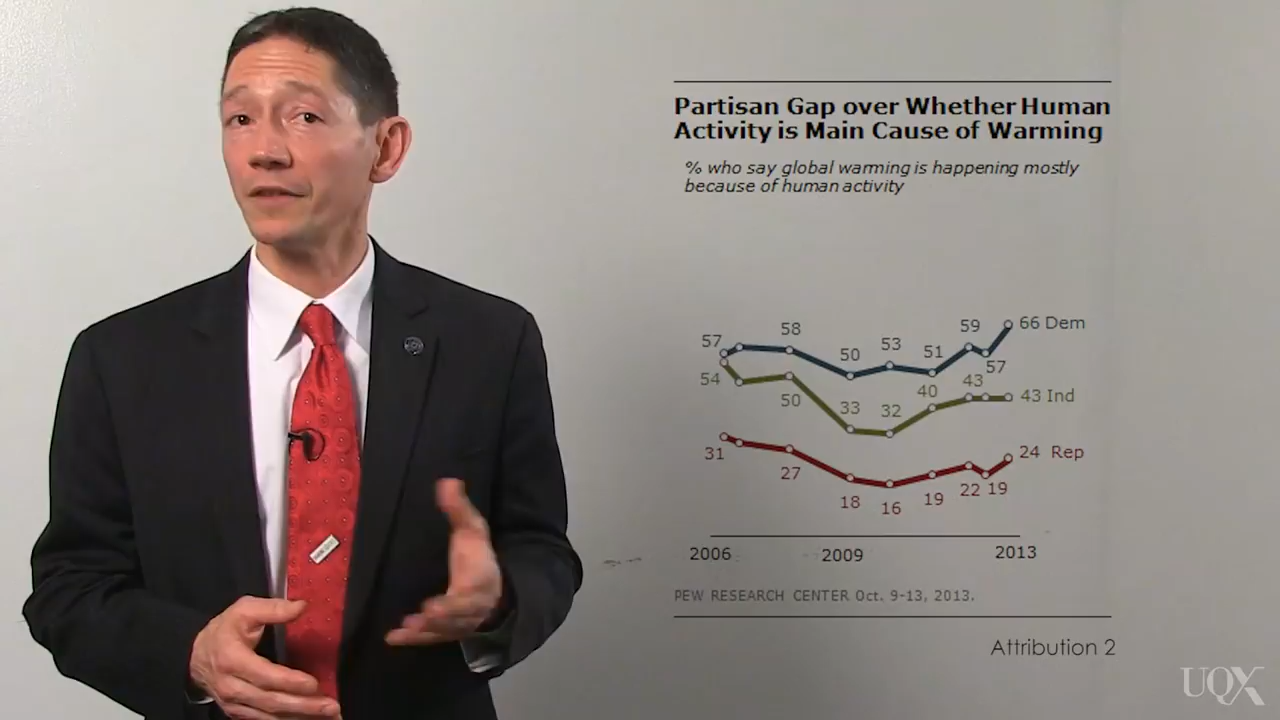 Partisan Gap over Whether Human
Activity is Main Cause of Warming
% who say global warming is happening mostly
because of human activity
57 58 50 53 51 59 57 66 Dem
54 50 33 32 40 43 43 Ind
31 27 18 16 19 22 19 24 Rep
2006 2009 2013
PEW RESEARCH CENTER Oct. 9-13, 2013.
Attribution 2
UQX